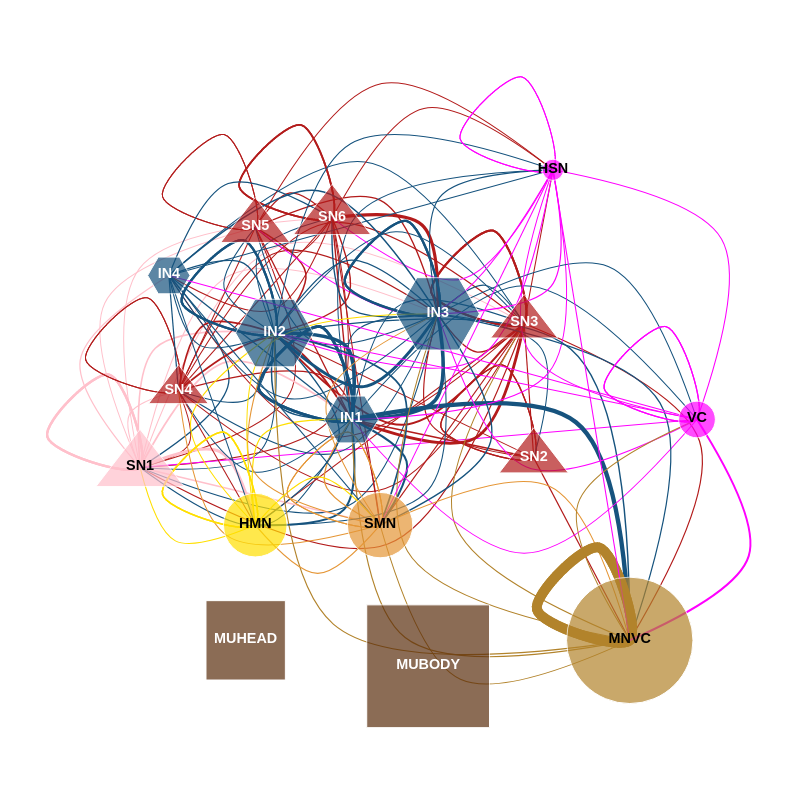 HSN
SN6
SN5
IN4
IN3
SN3
IN2
SN4
IN1
VC
SN2
SN1
HMN
SMN
MUHEAD
MNVC
MUBODY